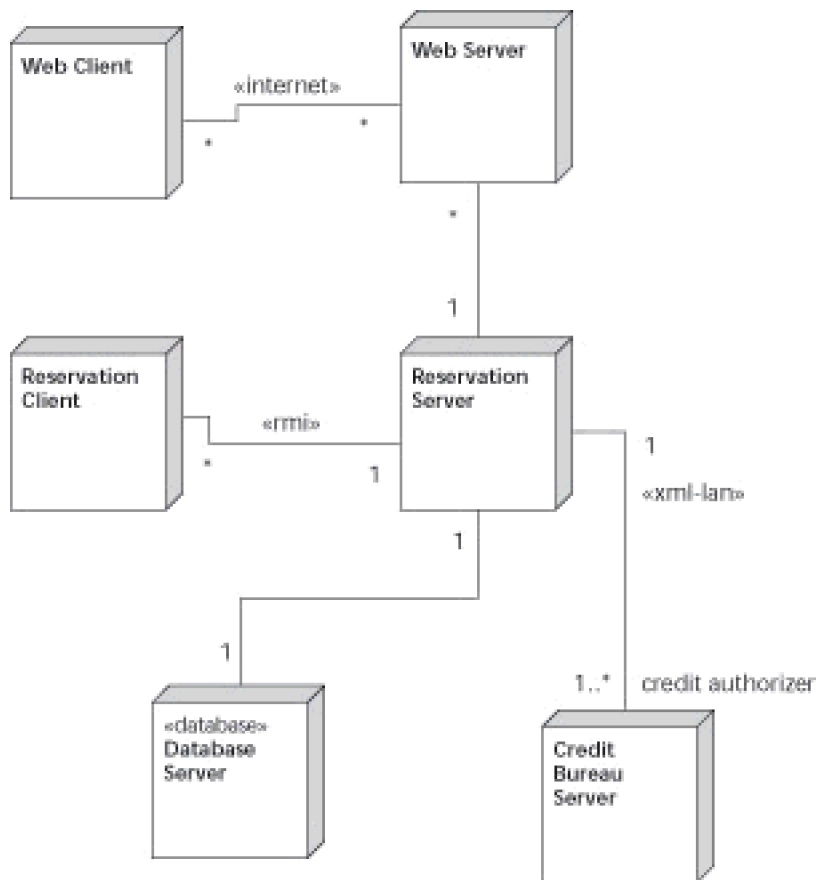 Web Client
Web Server
«internet»
*
*
*
1
Reservation
Client
Reservation
Server
«rmi»
*
1
1
«xml-lan»
1
1
1..*
credit authorizer
«database»
Database
Server
Credit
Bureau
Server